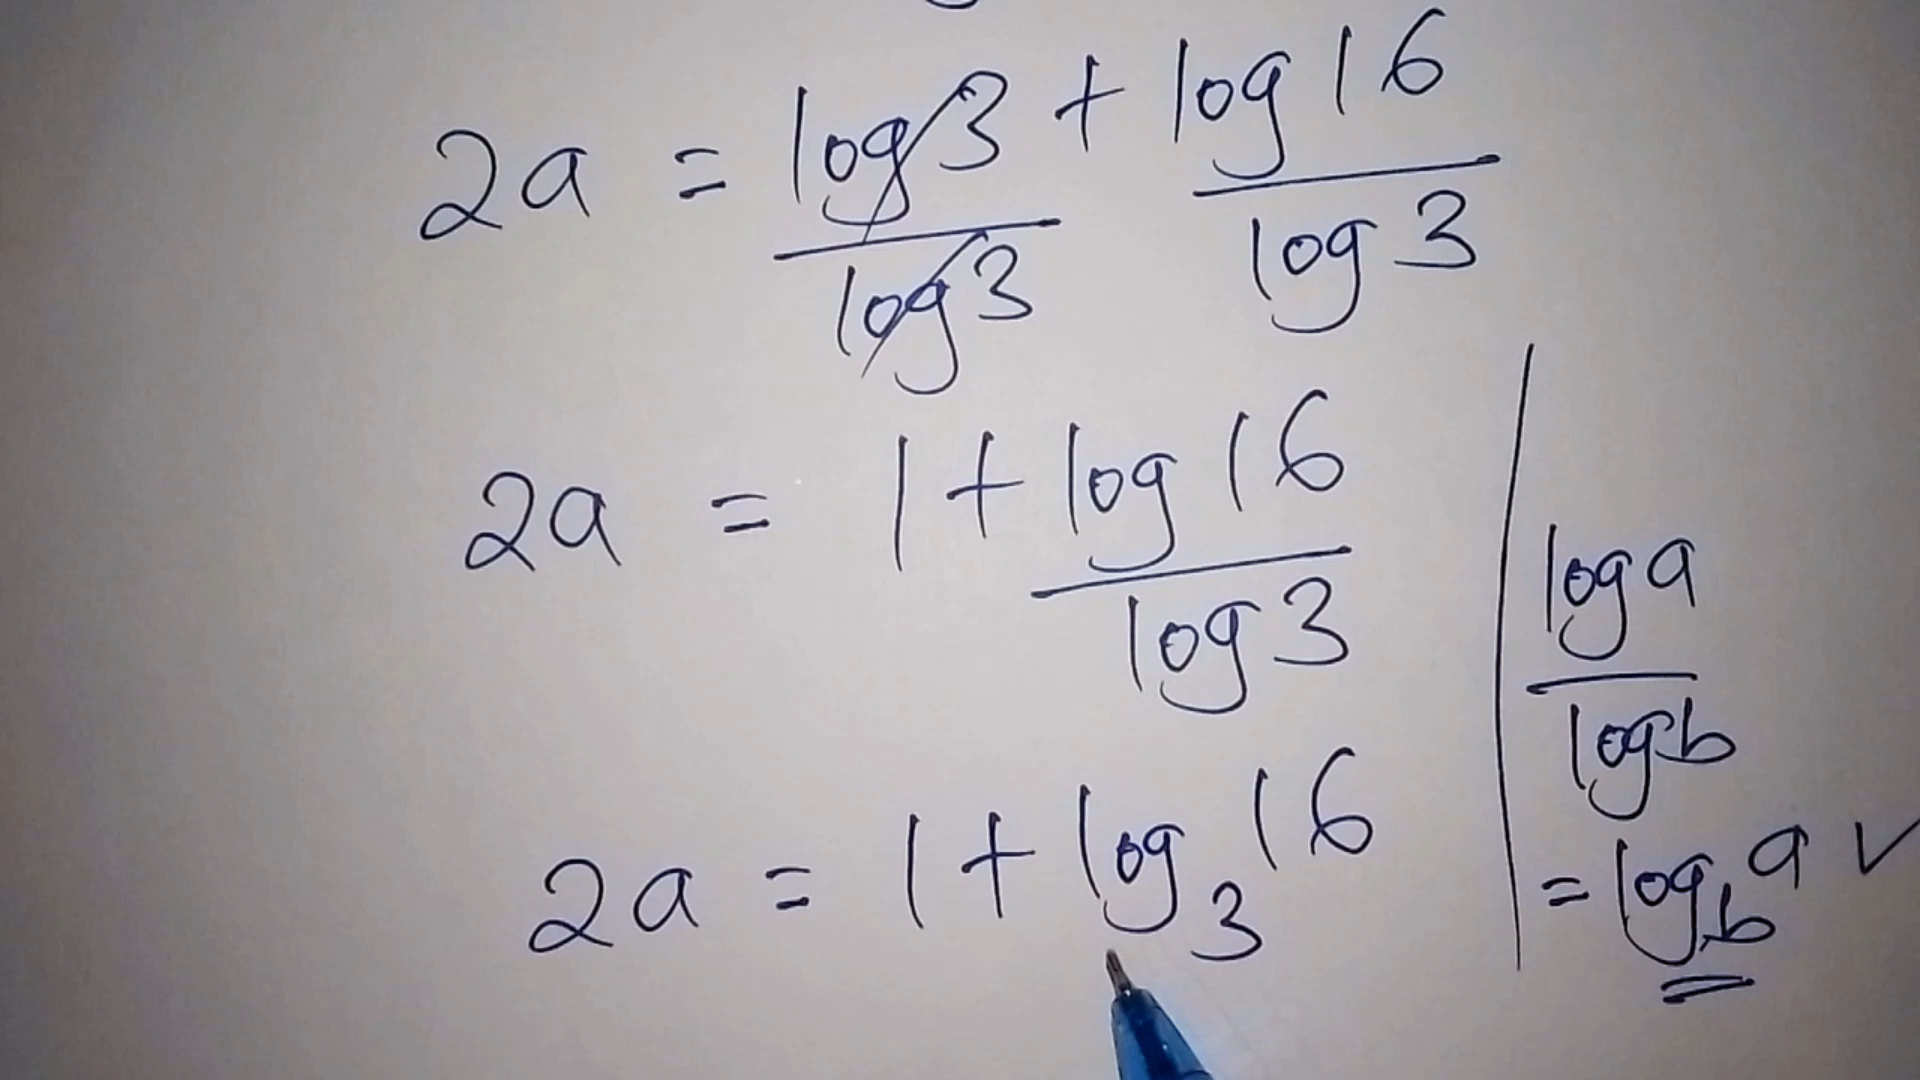 2a = log3/log3 + log16/log3
2a = 1 + log16/log3
2a = 1 + log₃16
loga/logb
= log_b a ✓